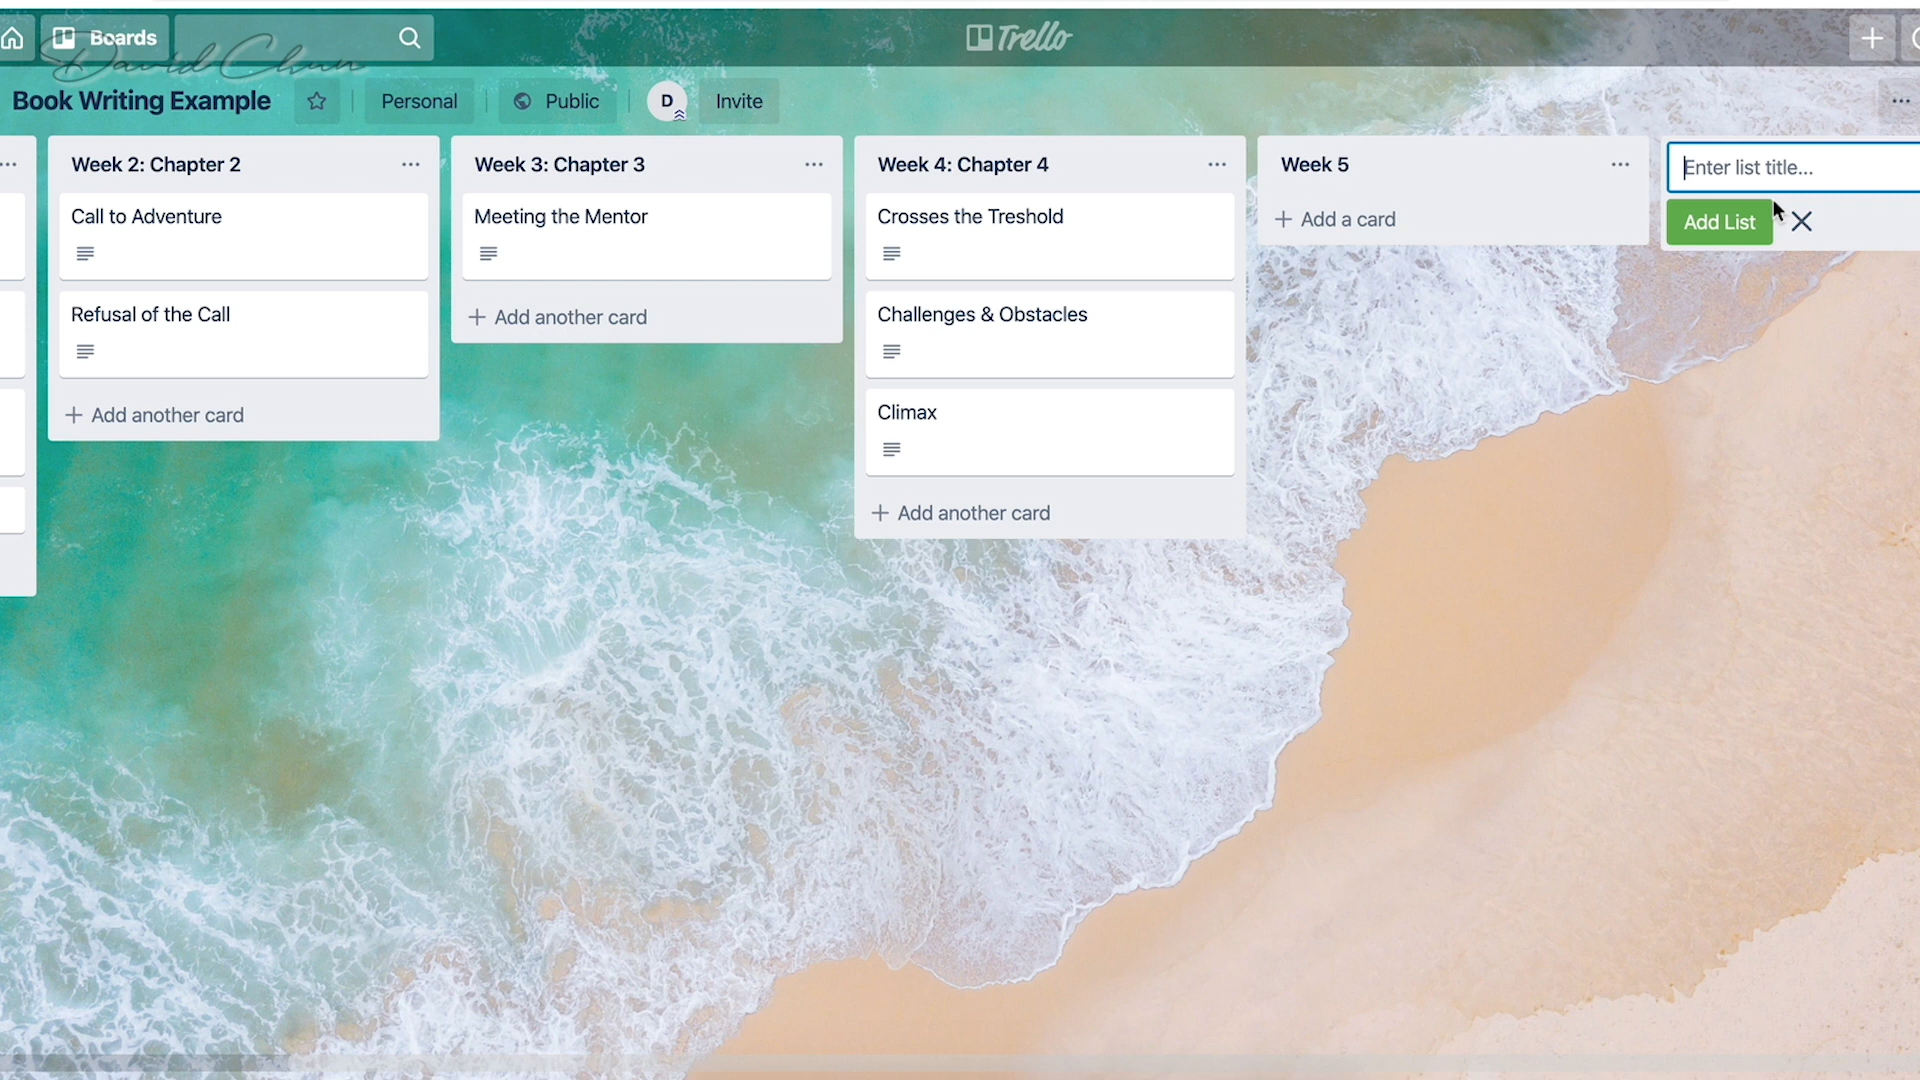 Boards
Trello
David Chun
Book Writing Example
Personal
Public
D
Invite
Week 2: Chapter 2
Call to Adventure
Refusal of the Call
+ Add another card
Week 3: Chapter 3
Meeting the Mentor
+ Add another card
Week 4: Chapter 4
Crosses the Treshold
Challenges & Obstacles
Climax
+ Add another card
Week 5
+ Add a card
Enter list title...
Add List